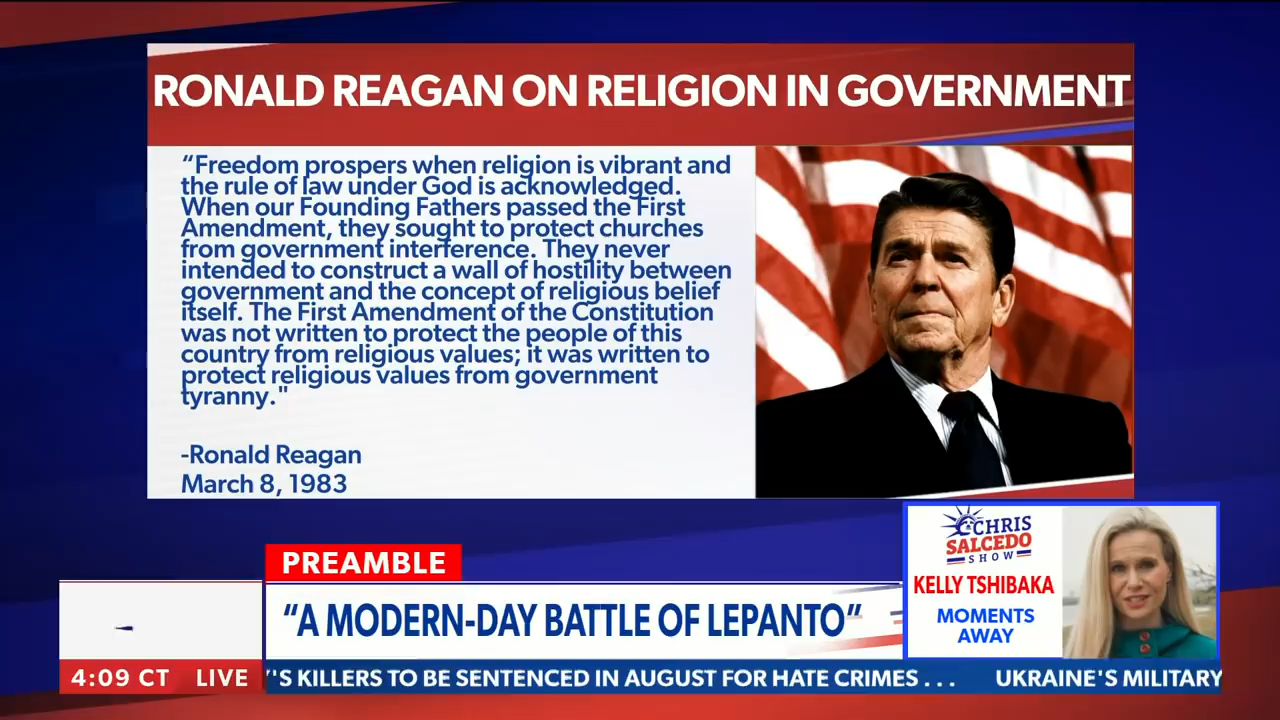 RONALD REAGAN ON RELIGION IN GOVERNMENT
“Freedom prospers when religion is vibrant and
the rule of law under God is acknowledged.
When our Founding Fathers passed the First
Amendment, they sought to protect churches
from government interference. They never
intended to construct a wall of hostility between
government and the concept of religious belief
itself. The First Amendment of the Constitution
was not written to protect the people of this
country from religious values; it was written to
protect religious values from government
tyranny."
-Ronald Reagan
March 8, 1983
CHRIS
SALCEDO
SHOW
KELLY TSHIBAKA
MOMENTS
AWAY
PREAMBLE
“A MODERN-DAY BATTLE OF LEPANTO”
4:09 CT LIVE
'S KILLERS TO BE SENTENCED IN AUGUST FOR HATE CRIMES . . . UKRAINE'S MILITARY